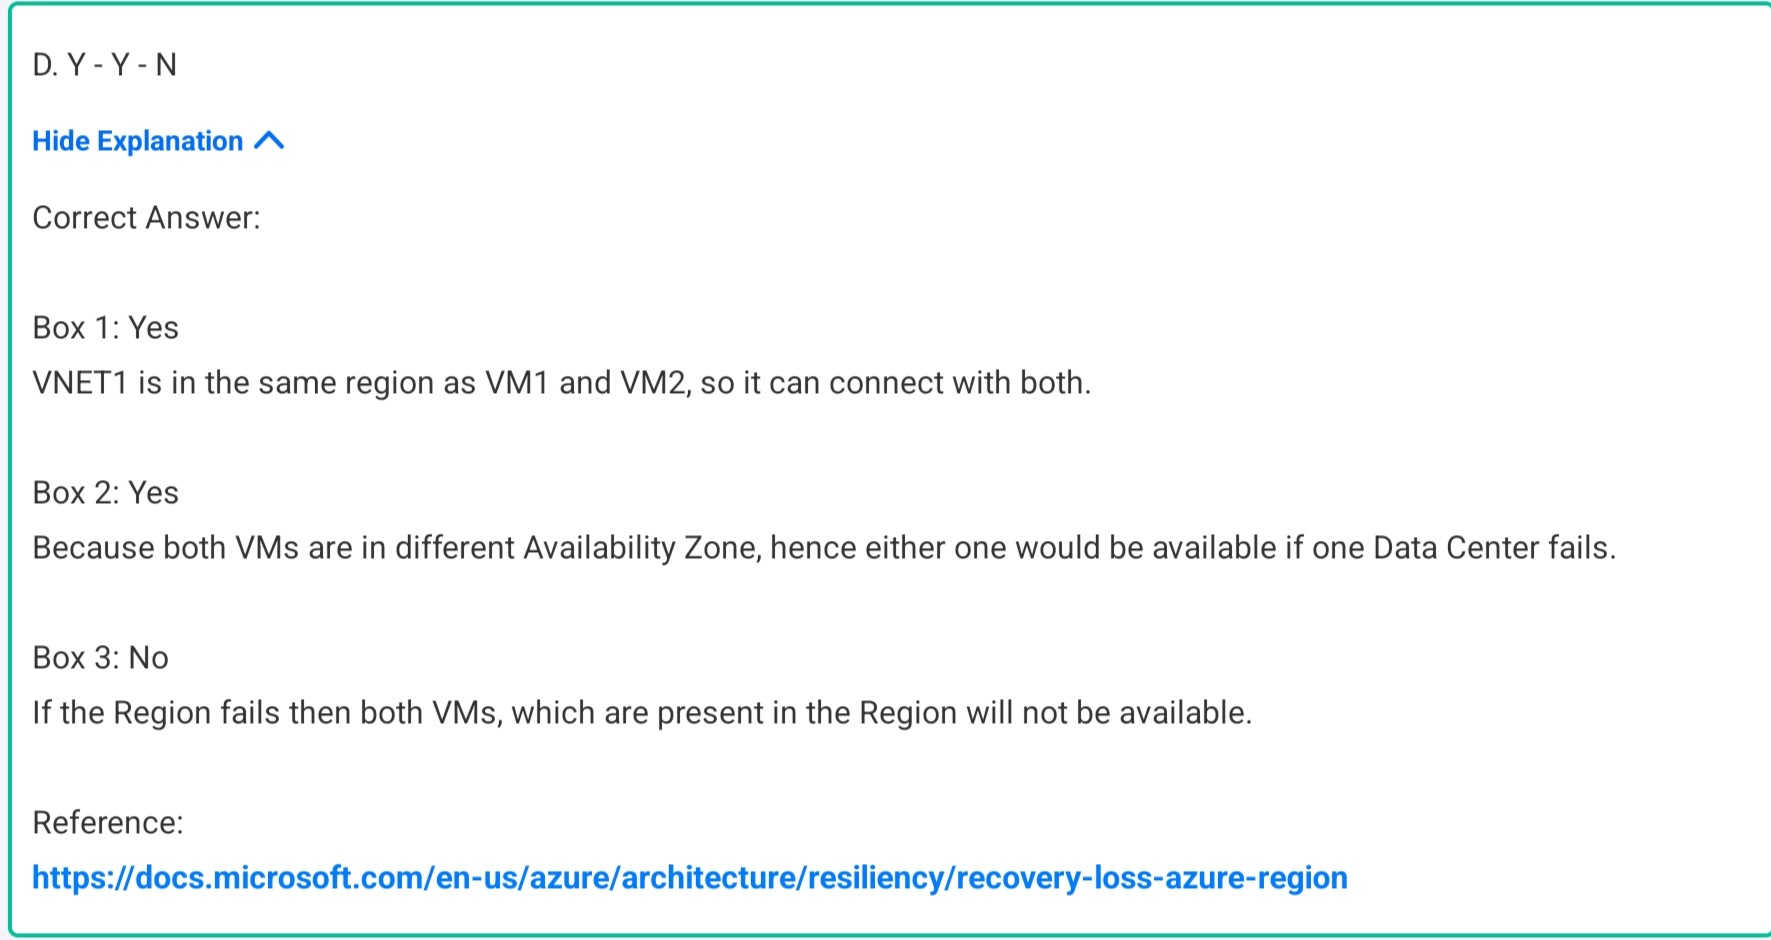 D. Y - Y - N
Hide Explanation
Correct Answer:
Box 1: Yes
VNET1 is in the same region as VM1 and VM2, so it can connect with both.
Box 2: Yes
Because both VMs are in different Availability Zone, hence either one would be available if one Data Center fails.
Box 3: No
If the Region fails then both VMs, which are present in the Region will not be available.
Reference:
https://docs.microsoft.com/en-us/azure/architecture/resiliency/recovery-loss-azure-region